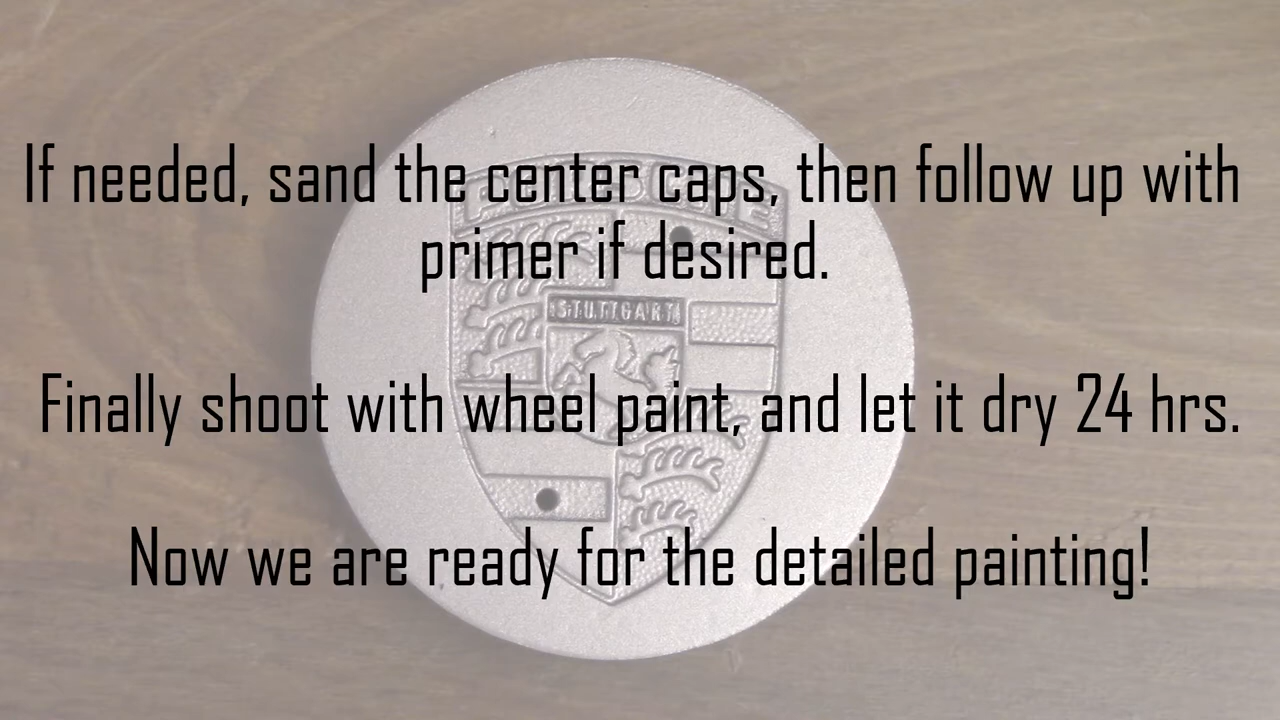 If needed, sand the center caps, then follow up with
primer if desired.
PORSCHE
STUTTGART
Finally shoot with wheel paint, and let it dry 24 hrs.
Now we are ready for the detailed painting!